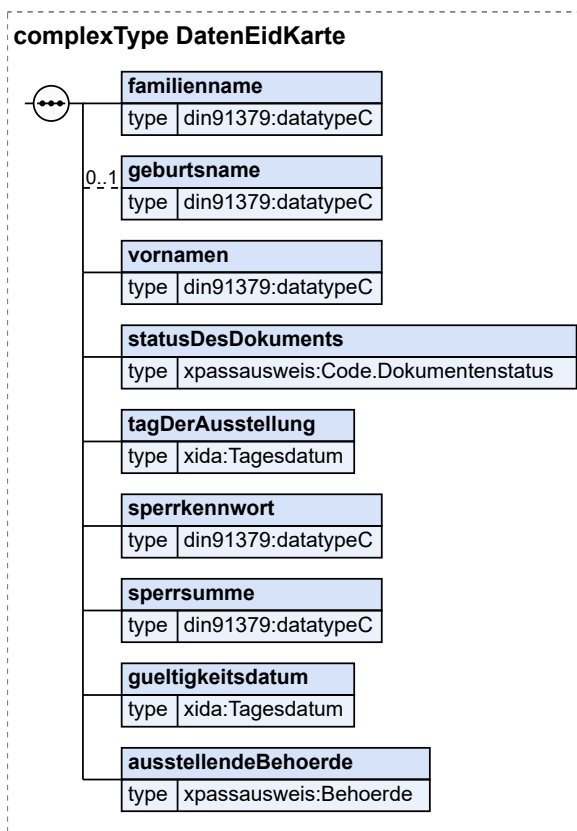 complexType DatenEidKarte
familienname
type din91379:datatypeC
0..1
geburtsname
type din91379:datatypeC
vornamen
type din91379:datatypeC
statusDesDokuments
type xpassausweis:Code.Dokumentenstatus
tagDerAusstellung
type xida:Tagesdatum
sperrkennwort
type din91379:datatypeC
sperrsumme
type din91379:datatypeC
gueltigkeitsdatum
type xida:Tagesdatum
ausstellendeBehoerde
type xpassausweis:Behoerde